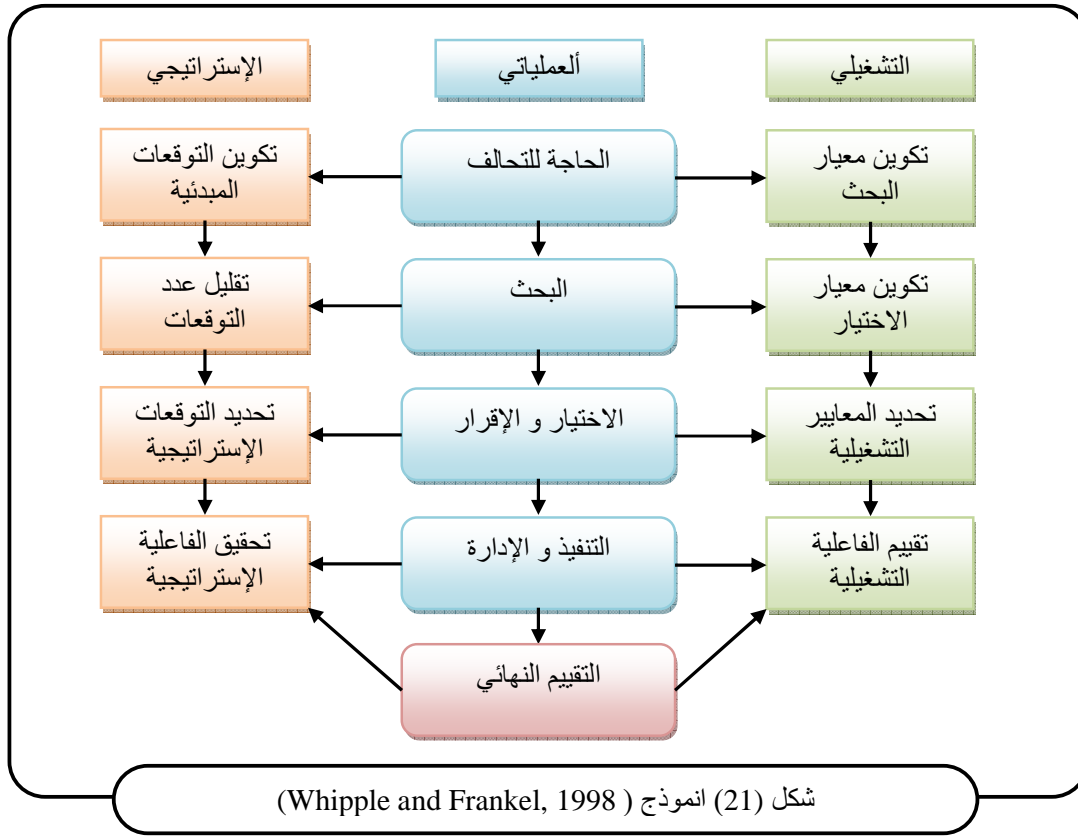 التشغيلي
ألعملياتي
الإستراتيجي
الحاجة للتحالف
تكوين معيار
البحث
تكوين التوقعات
المبدئية
البحث
تكوين معيار
الاختيار
تقليل عدد
التوقعات
الاختيار و الإقرار
تحديد المعايير
التشغيلية
تحديد التوقعات
الإستراتيجية
التنفيذ و الإدارة
تقييم الفاعلية
التشغيلية
تحقيق الفاعلية
الإستراتيجية
التقييم النهائي
شكل (21) انموذج ( Whipple and Frankel, 1998)